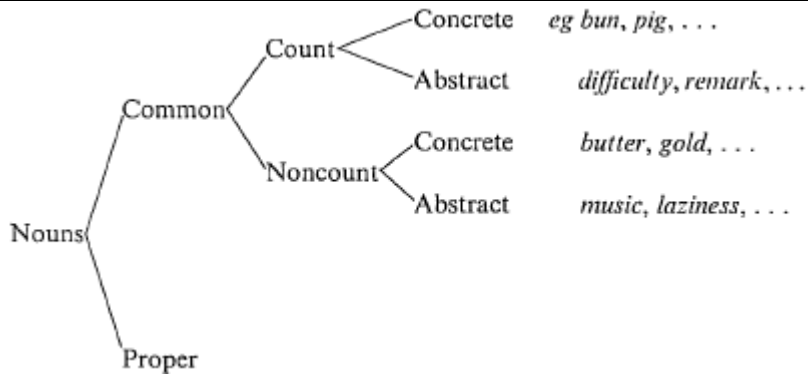 Concrete eg bun, pig, . . .
Count
Abstract difficulty, remark, . . .
Common
Concrete butter, gold, . . .
Noncount
Abstract music, laziness, . . .
Nouns
Proper